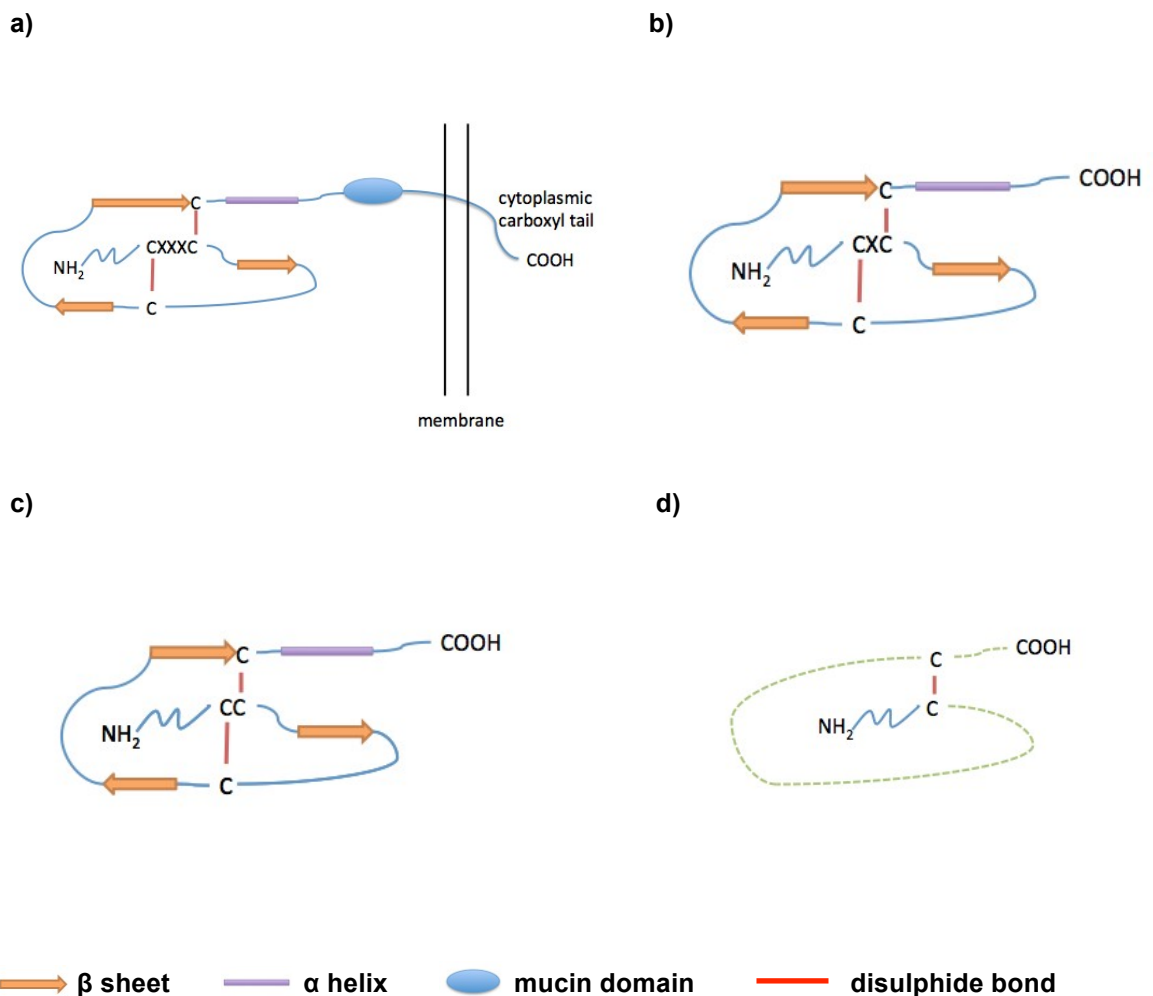 a)
b)
C
CXXXC
NH2
C
cytoplasmic
carboxyl tail
COOH
membrane
C
COOH
CXC
NH2
C
c)
d)
C
COOH
CC
NH2
C
C
COOH
NH2
C
β sheet
α helix
mucin domain
disulphide bond